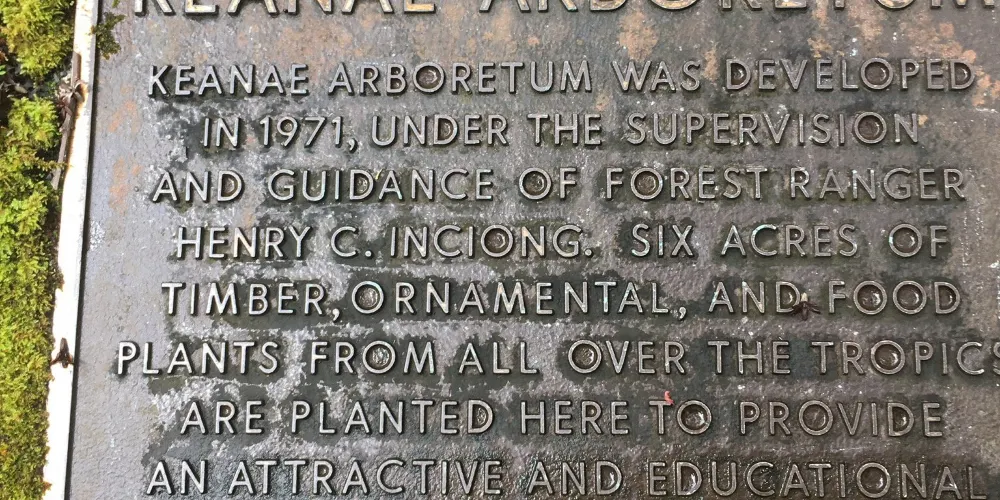 KEANAE ARBORETUM
KEANAE ARBORETUM WAS DEVELOPED
IN 1971, UNDER THE SUPERVISION
AND GUIDANCE OF FOREST RANGER
HENRY C. INCIONG. SIX ACRES OF
TIMBER, ORNAMENTAL, AND FOOD
PLANTS FROM ALL OVER THE TROPICS
ARE PLANTED HERE TO PROVIDE
AN ATTRACTIVE AND EDUCATIONAL